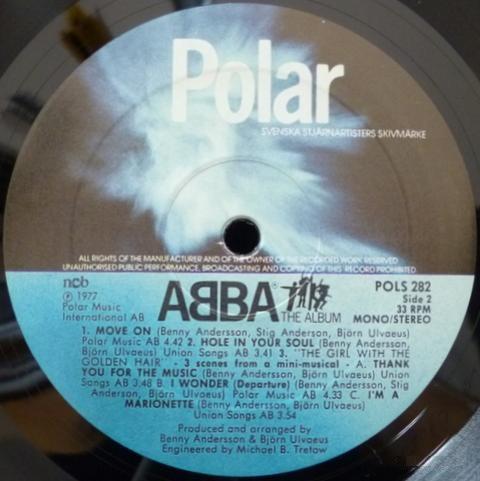 Polar
SVENSKA STJÄRNARTISTERS SKIVMÄRKE
ALL RIGHTS OF THE MANUFACTURER AND OF THE OWNER OF THE RECORDED WORK RESERVED
UNAUTHORISED PUBLIC PERFORMANCE, BROADCASTING AND COPYING OF THIS RECORD PROHIBITED
ncb
℗ 1977
Polar Music
International AB
ABBA®
THE ALBUM
POLS 282
Side 2
33 RPM
MONO/STEREO
1. MOVE ON (Benny Andersson, Stig Anderson, Björn Ulvaeus)
Polar Music AB 4.42 2. HOLE IN YOUR SOUL (Benny Andersson,
Björn Ulvaeus) Union Songs AB 3.41 3. "THE GIRL WITH THE
GOLDEN HAIR" - 3 scenes from a mini-musical - A. THANK
YOU FOR THE MUSIC (Benny Andersson, Björn Ulvaeus) Union
Songs AB 3.48 B. I WONDER (Departure) (Benny Andersson, Stig
Anderson, Björn Ulvaeus) Polar Music AB 4.33 C. I'M A
MARIONETTE (Benny Andersson, Björn Ulvaeus)
Union Songs AB 3.54
Produced and arranged by
Benny Andersson & Björn Ulvaeus
Engineered by Michael B. Tretow